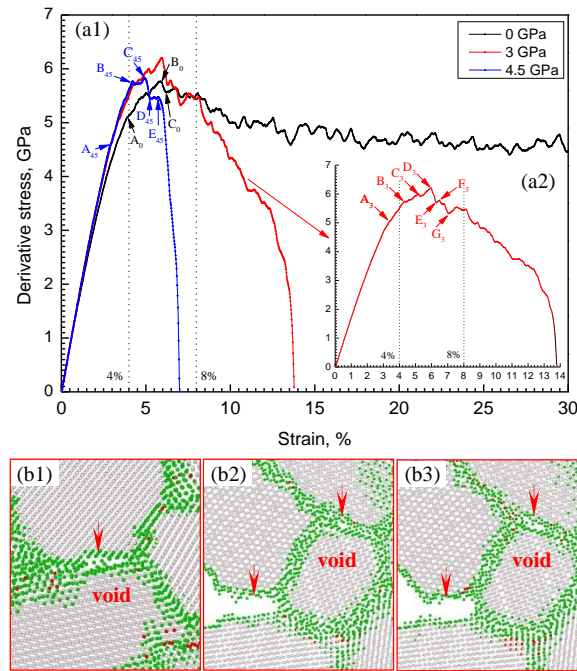 (a1)
0 GPa
3 GPa
4.5 GPa
C45
B45
B0
A45
D45
C0
A0
E45
(a2)
D3
C3
B3
F3
A3
E3
G3
6
5
4
3
2
1
0
4%
8%
0 1 2 3 4 5 6 7 8 9 10 11 12 13 14
7
6
5
4
3
2
1
0
Derivative stress, GPa
4%
8%
0 5 10 15 20 25 30
Strain, %
(b1)
void
(b2)
void
(b3)
void